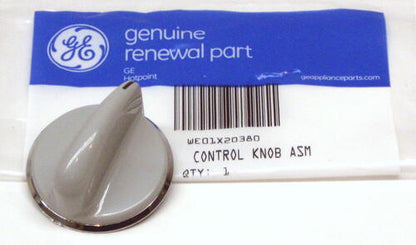 GE
genuine
renewal part
GE
Hotpoint
geapplianceparts.com
WE01X20380
CONTROL KNOB ASM
QTY: 1